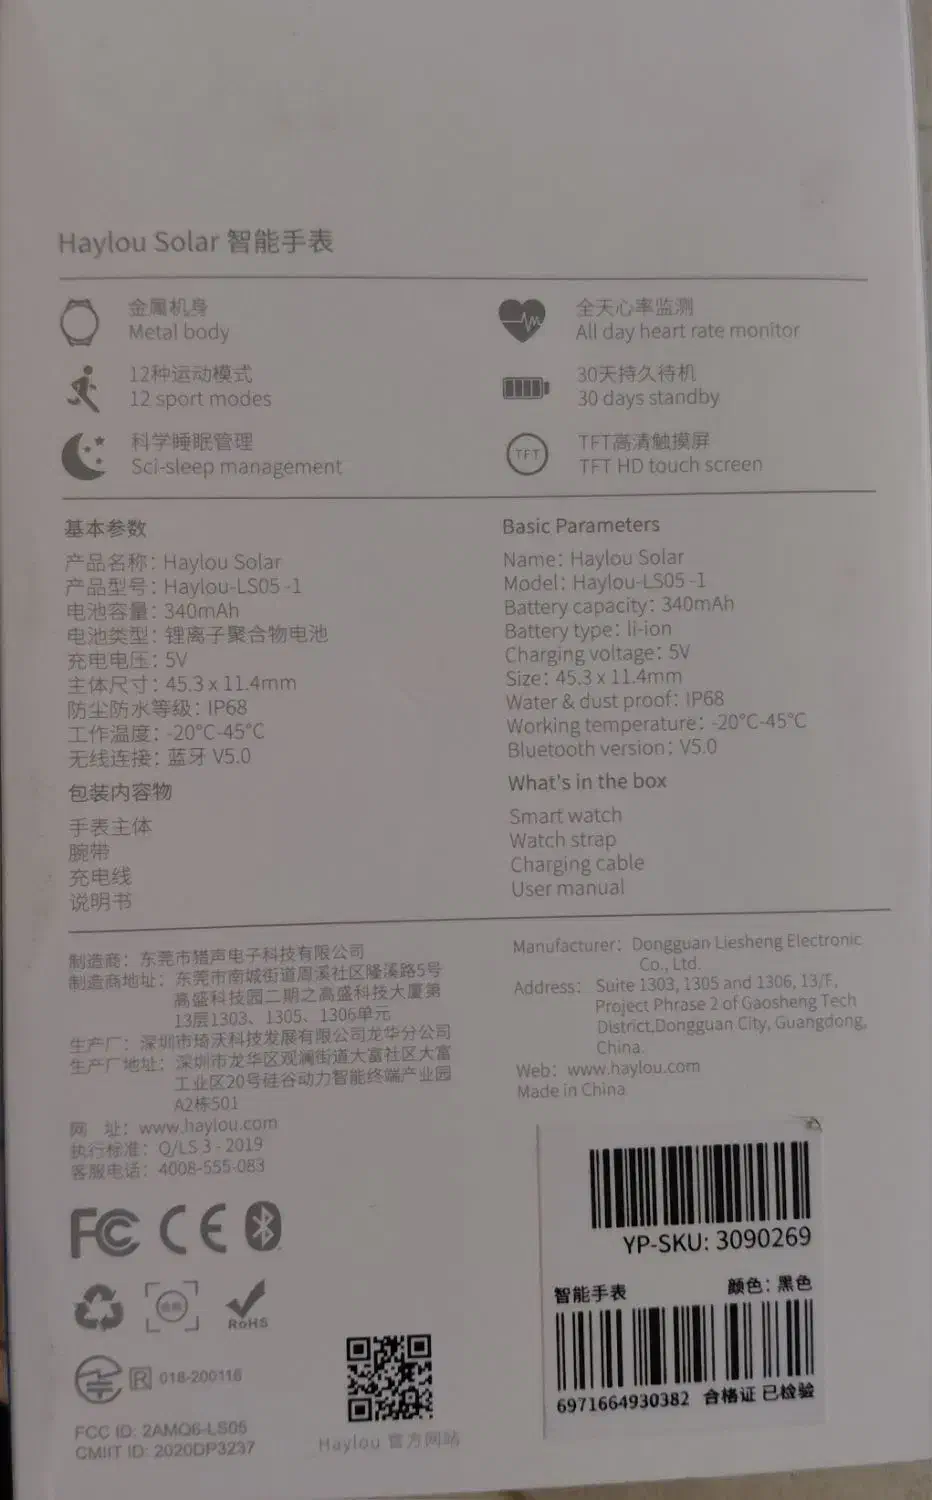 Haylou Solar 智能手表
金属机身
Metal body
全天心率监测
All day heart rate monitor
12种运动模式
12 sport modes
30天持久待机
30 days standby
科学睡眠管理
Sci-sleep management
TFT
TFT高清触摸屏
TFT HD touch screen
基本参数
产品名称：Haylou Solar
产品型号：Haylou-LS05 -1
电池容量：340mAh
电池类型：锂离子聚合物电池
充电电压：5V
主体尺寸：45.3 x 11.4mm
防尘防水等级：IP68
工作温度：-20℃-45℃
无线连接：蓝牙 V5.0
包装内容物
手表主体
腕带
充电线
说明书
Basic Parameters
Name：Haylou Solar
Model：Haylou-LS05 -1
Battery capacity：340mAh
Battery type：li-ion
Charging voltage：5V
Size：45.3 x 11.4mm
Water & dust proof：IP68
Working temperature：-20℃-45℃
Bluetooth version：V5.0
What's in the box
Smart watch
Watch strap
Charging cable
User manual
制造商：东莞市猎声电子科技有限公司
制造商地址：东莞市南城街道周溪社区隆溪路5号
高盛科技园二期之高盛科技大厦第
13层1303、1305、1306单元
生产厂：深圳市琦沃科技发展有限公司龙华分公司
生产厂地址：深圳市龙华区观澜街道大富社区大富
工业区20号硅谷动力智能终端产业园
A2栋501
网 址：www.haylou.com
执行标准：Q/LS 3 - 2019
客服电话：4008-555-083
Manufacturer：Dongguan Liesheng Electronic
Co., Ltd.
Address：Suite 1303, 1305 and 1306, 13/F,
Project Phrase 2 of Gaosheng Tech
District,Dongguan City, Guangdong,
China.
Web：www.haylou.com
Made in China
FC CE
RoHS
R 018-200116
FCC ID: 2AMQ6-LS05
CMIIT ID: 2020DP3237
Haylou 官方网站
YP-SKU: 3090269
智能手表 颜色：黑色
6971664930382 合格证 已检验